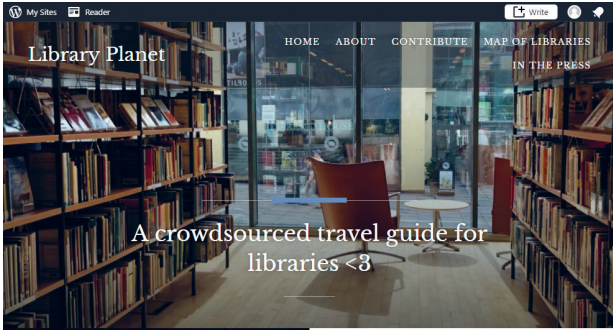 My Sites Reader Write
Library Planet
HOME ABOUT CONTRIBUTE MAP OF LIBRARIES
IN THE PRESS
A crowdsourced travel guide for
libraries <3